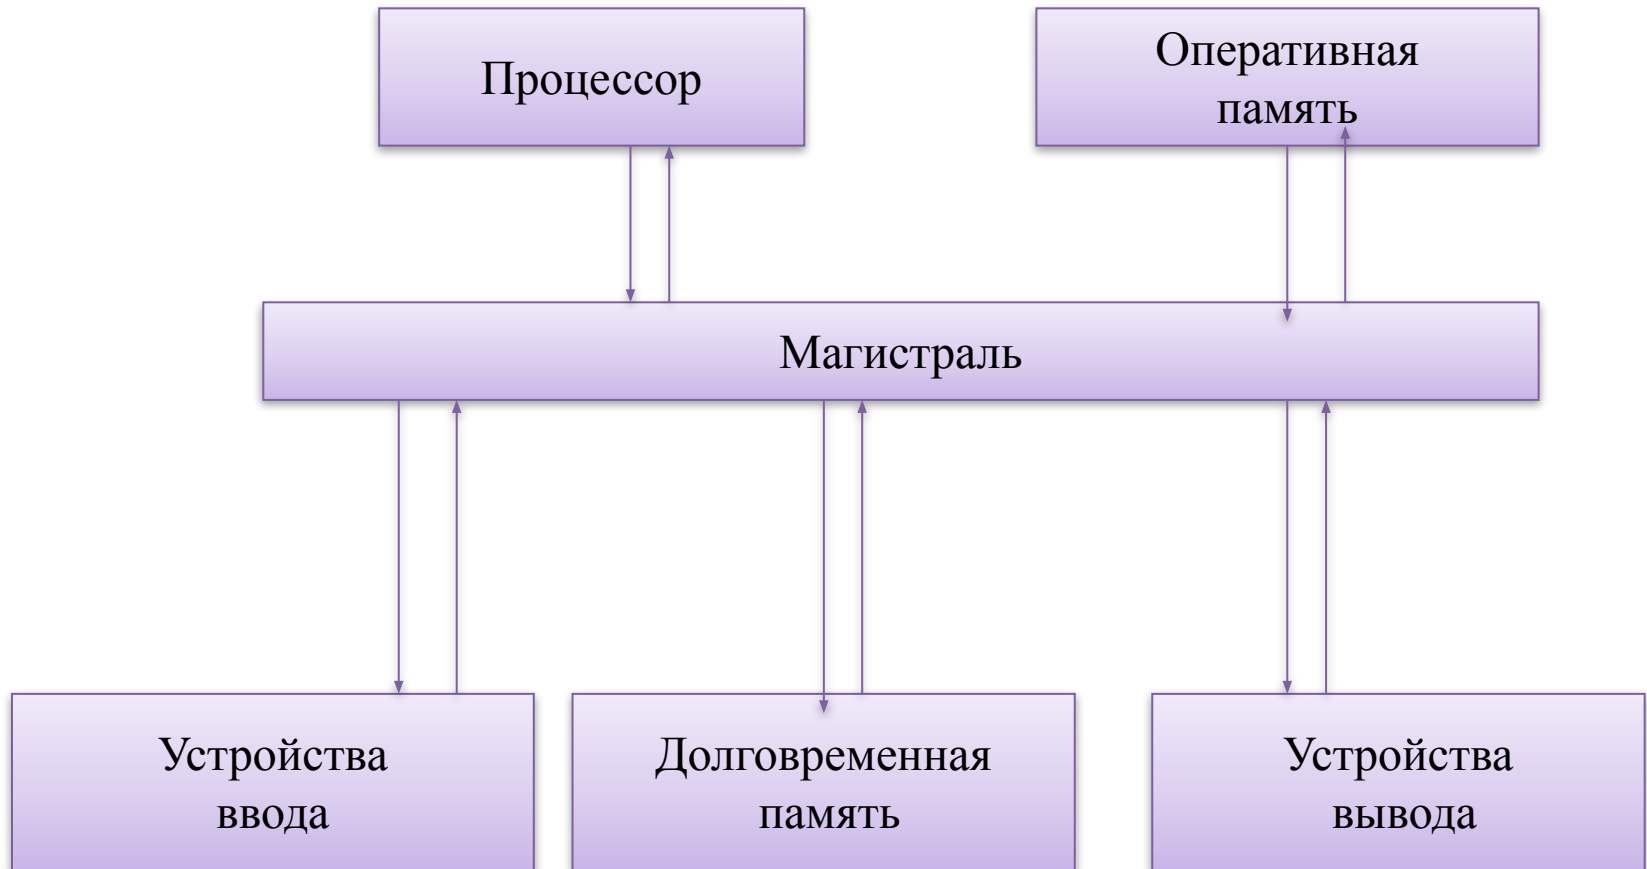 Процессор
Оперативная
память
Магистраль
Устройства
ввода
Долговременная
память
Устройства
вывода